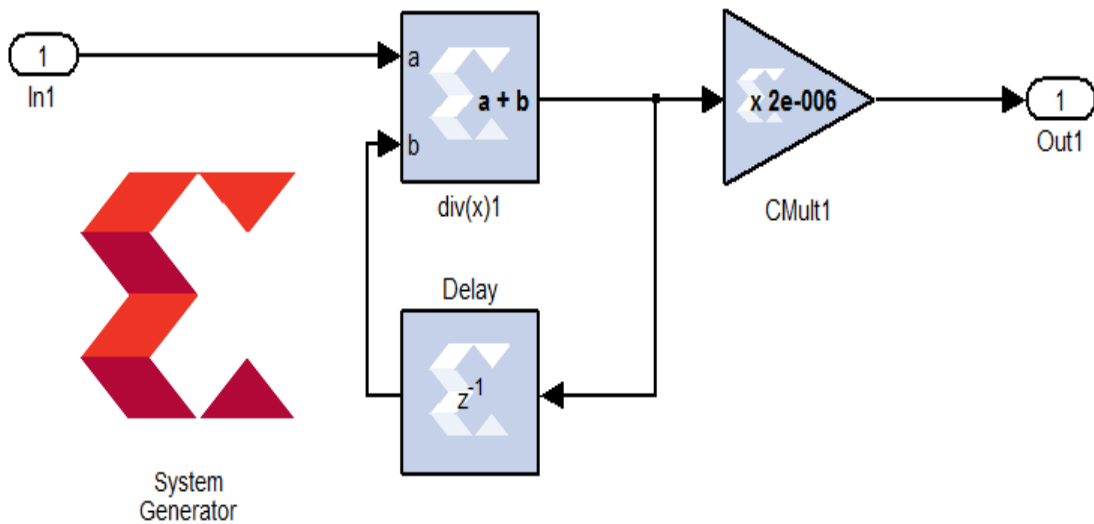 1
In1
a
b
a + b
div(x)1
x 2e-006
CMult1
1
Out1
Delay
z-1
System
Generator